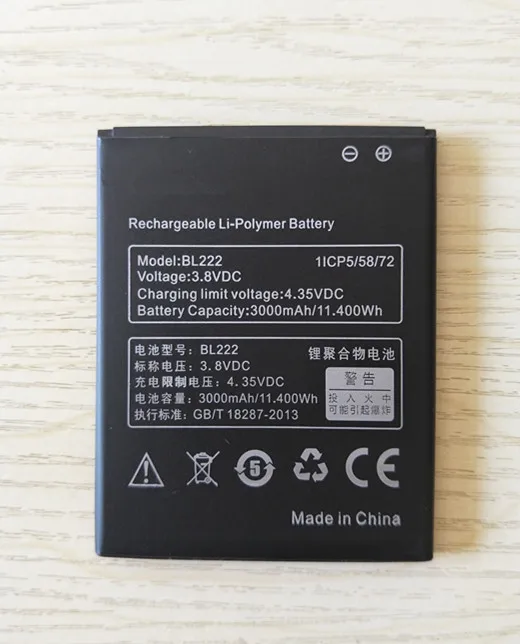 Rechargeable Li-Polymer Battery
Model:BL222 1ICP5/58/72
Voltage:3.8VDC
Charging limit voltage:4.35VDC
Battery Capacity:3000mAh/11.400Wh
电池型号: BL222 锂聚合物电池
标称电压: 3.8VDC
充电限制电压: 4.35VDC
电池容量: 3000mAh/11.400Wh
执行标准: GB/T 18287-2013
警告
投入火中
可能引起爆炸
5
CE
Made in China